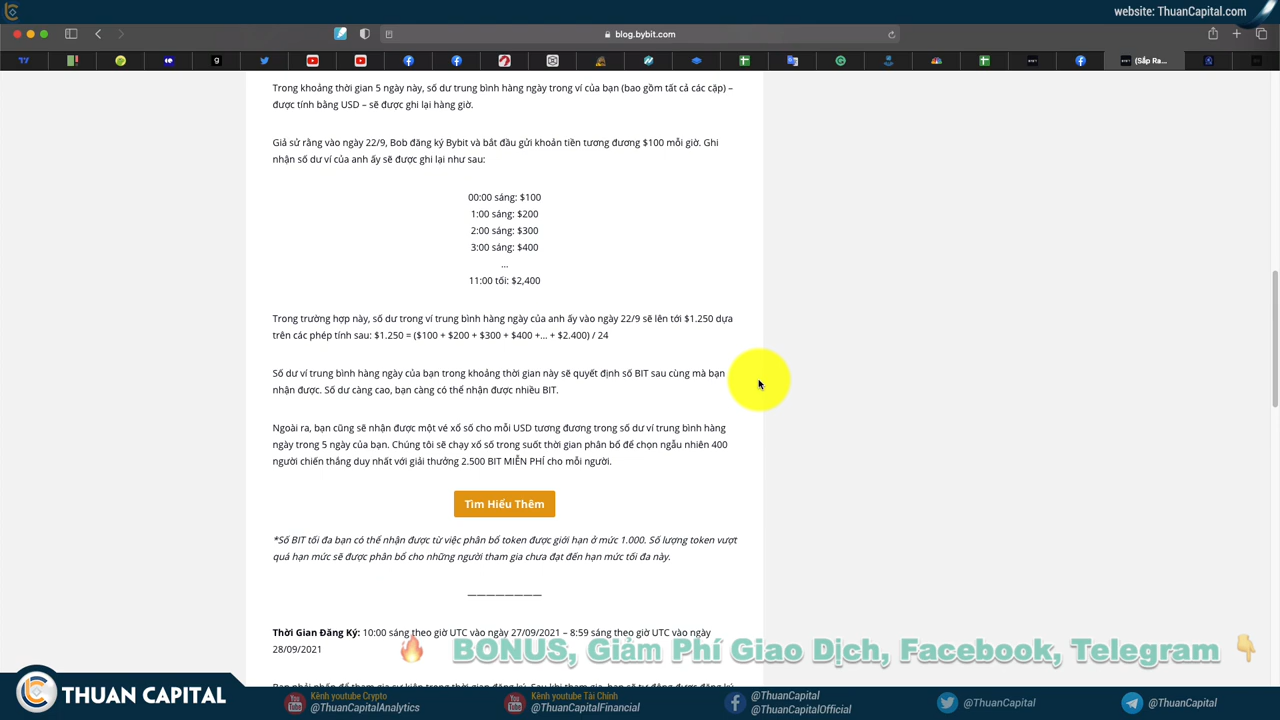 website: ThuanCapital.com
blog.bybit.com
(Sắp Ra...
Trong khoảng thời gian 5 ngày này, số dư trung bình hàng ngày trong ví của bạn (bao gồm tất cả các cặp) –
được tính bằng USD – sẽ được ghi lại hàng giờ.
Giả sử rằng vào ngày 22/9, Bob đăng ký Bybit và bắt đầu gửi khoản tiền tương đương $100 mỗi giờ. Ghi
nhận số dư ví của anh ấy sẽ được ghi lại như sau:
00:00 sáng: $100
1:00 sáng: $200
2:00 sáng: $300
3:00 sáng: $400
...
11:00 tối: $2,400
Trong trường hợp này, số dư trong ví trung bình hàng ngày của anh ấy vào ngày 22/9 sẽ lên tới $1.250 dựa
trên các phép tính sau: $1.250 = ($100 + $200 + $300 + $400 +... + $2.400) / 24
Số dư ví trung bình hàng ngày của bạn trong khoảng thời gian này sẽ quyết định số BIT sau cùng mà bạn
nhận được. Số dư càng cao, bạn càng có thể nhận được nhiều BIT.
Ngoài ra, bạn cũng sẽ nhận được một vé xổ số cho mỗi USD tương đương trong số dư ví trung bình hàng
ngày trong 5 ngày của bạn. Chúng tôi sẽ chạy xổ số trong suốt thời gian phân bổ để chọn ngẫu nhiên 400
người chiến thắng duy nhất với giải thưởng 2.500 BIT MIỄN PHÍ cho mỗi người.
Tìm Hiểu Thêm
*Số BIT tối đa bạn có thể nhận được từ việc phân bổ token được giới hạn ở mức 1.000. Số lượng token vượt
quá hạn mức sẽ được phân bổ cho những người tham gia chưa đạt đến hạn mức tối đa này.
————————
Thời Gian Đăng Ký: 10:00 sáng theo giờ UTC vào ngày 27/09/2021 – 8:59 sáng theo giờ UTC vào ngày
28/09/2021
BONUS, Giảm Phí Giao Dịch, Facebook, Telegram
THUAN CAPITAL
Kênh youtube Crypto
@ThuanCapitalAnalytics
Kênh youtube Tài Chính
@ThuanCapitalFinancial
@ThuanCapital
@ThuanCapitalOfficial
@ThuanCapital
@ThuanCapital